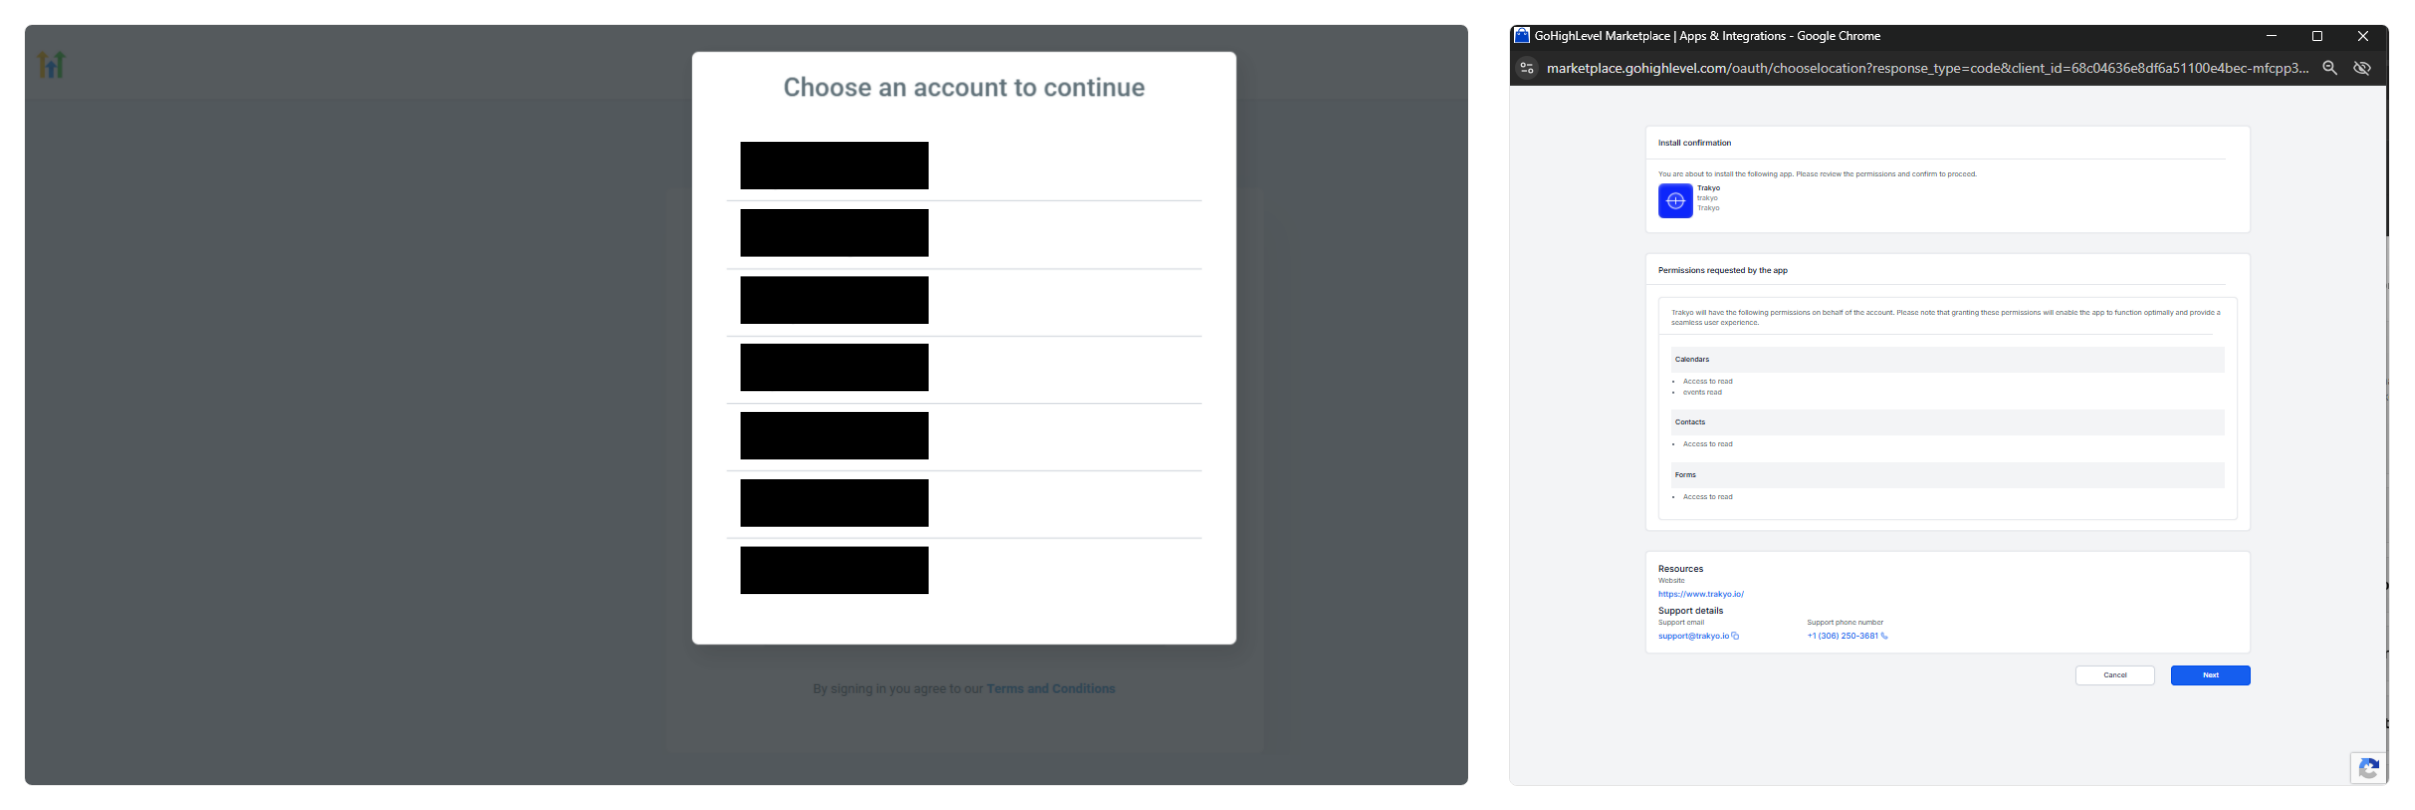 Choose an account to continue
By signing in you agree to our Terms and Conditions
GoHighLevel Marketplace | Apps & Integrations - Google Chrome
marketplace.gohighlevel.com/oauth/chooselocation?response_type=code&client_id=68c04636e8df6a51100e4bec-mfcpp3...
Install confirmation
You are about to install the following app. Please review the permissions and confirm to proceed.
Trakyo
trakyo
Trakyo
Permissions requested by the app
Trakyo will have the following permissions on behalf of the account. Please note that granting these permissions will enable the app to function optimally and provide a
seamless user experience.
Calendars
• Access to read
• events read
Contacts
• Access to read
Forms
• Access to read
Resources
Website
https://www.trakyo.io/
Support details
Support email
Support phone number
support@trakyo.io
+1 (306) 250-3681
Cancel
Next